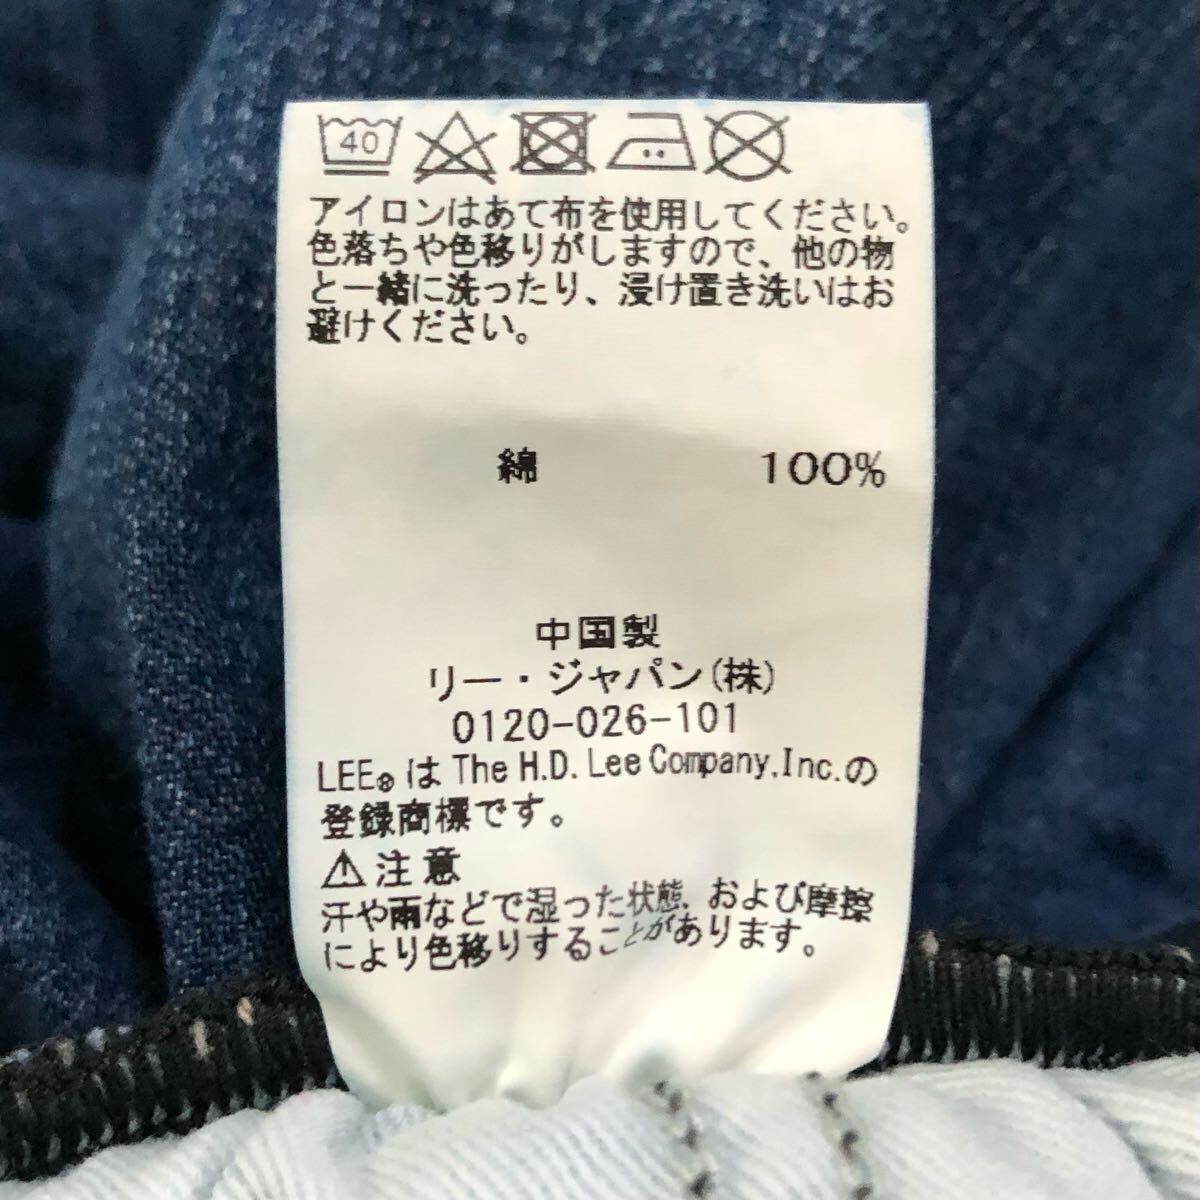 40
アイロンはあて布を使用してください。
色落ちや色移りがしますので、他の物
と一緒に洗ったり、浸け置き洗いはお
避けください。
綿 100%
中国製
リー・ジャパン(株)
0120-026-101
LEE®は The H.D. Lee Company,Inc.の
登録商標です。
⚠注意
汗や雨などで湿った状態、および摩擦
により色移りすることがあります。